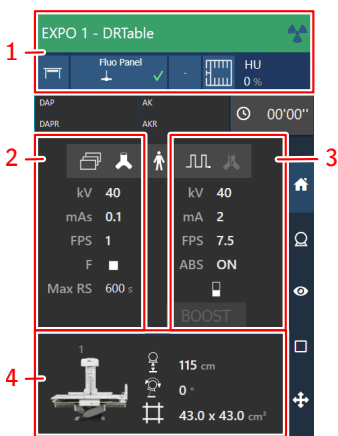 EXPO 1 - DRTable
1
Fluo Panel
-
HU
0 %
DAP
AK
DAPR
AKR
00'00''
2
3
kV 40
mAs 0.1
FPS 1
F
Max RS 600 s
kV 40
mA 2
FPS 7.5
ABS ON
BOOST
4
1
115 cm
0 °
43.0 x 43.0 cm²